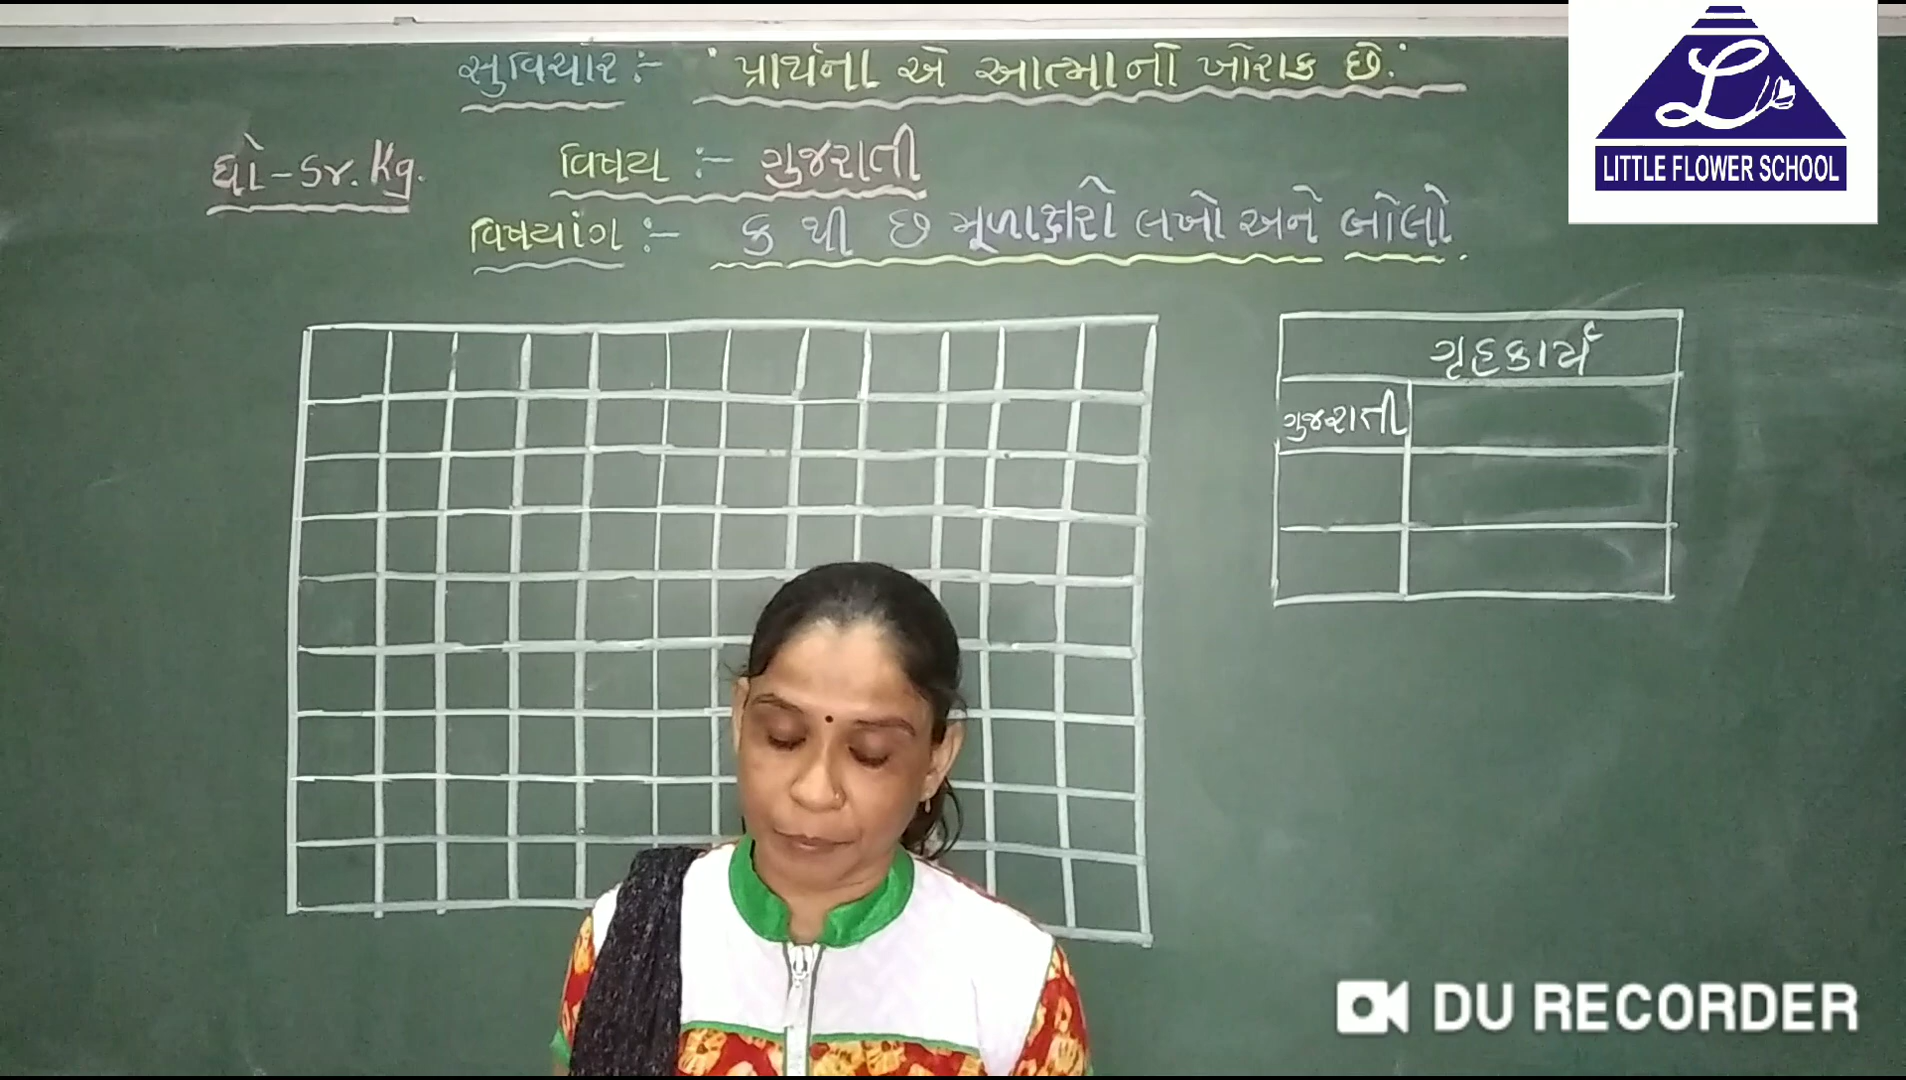 સુવિચાર :- "પ્રાર્થના એ આત્માનો ખોરાક છે."
ધો - Sr. Kg.
વિષય :- ગુજરાતી
વિષયાંગ :- ક થી છ મૂળાક્ષરો લખો અને બોલો.
ગૃહકાર્ય
ગુજરાતી
L
LITTLE FLOWER SCHOOL
DU RECORDER